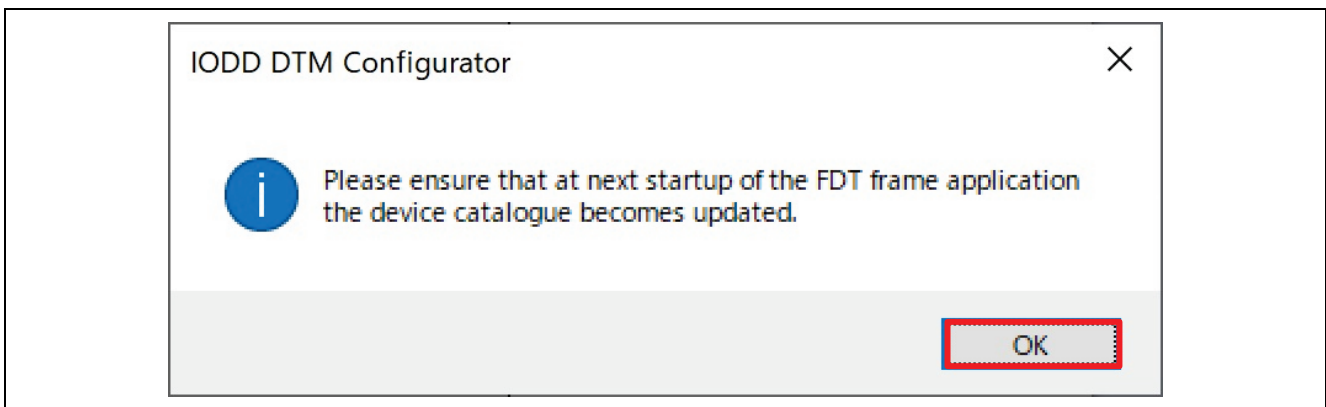 IODD DTM Configurator
Please ensure that at next startup of the FDT frame application
the device catalogue becomes updated.
OK